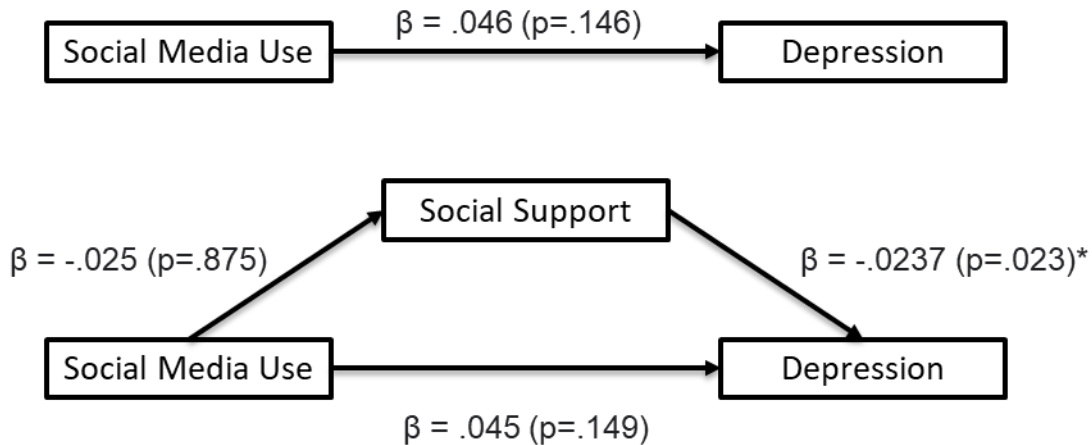 β = .046 (p=.146)
Social Media Use
Depression
Social Support
β = -.025 (p=.875)
β = -.0237 (p=.023)*
Social Media Use
Depression
β = .045 (p=.149)